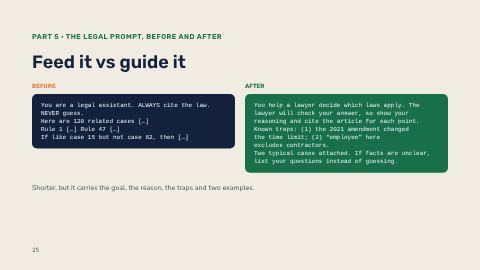 PART 5 • THE LEGAL PROMPT, BEFORE AND AFTER
Feed it vs guide it
BEFORE
You are a legal assistant. ALWAYS cite the law.
NEVER guess.
Here are 120 related cases […]
Rule 1 […] Rule 47 […]
If like case 15 but not case 62, then […]
AFTER
You help a lawyer decide which laws apply. The
lawyer will check your answer, so show your
reasoning and cite the article for each point.
Known traps: (1) the 2021 amendment changed
the time limit; (2) "employee" here
excludes contractors.
Two typical cases attached. If facts are unclear,
list your questions instead of guessing.
Shorter, but it carries the goal, the reason, the traps and two examples.
25